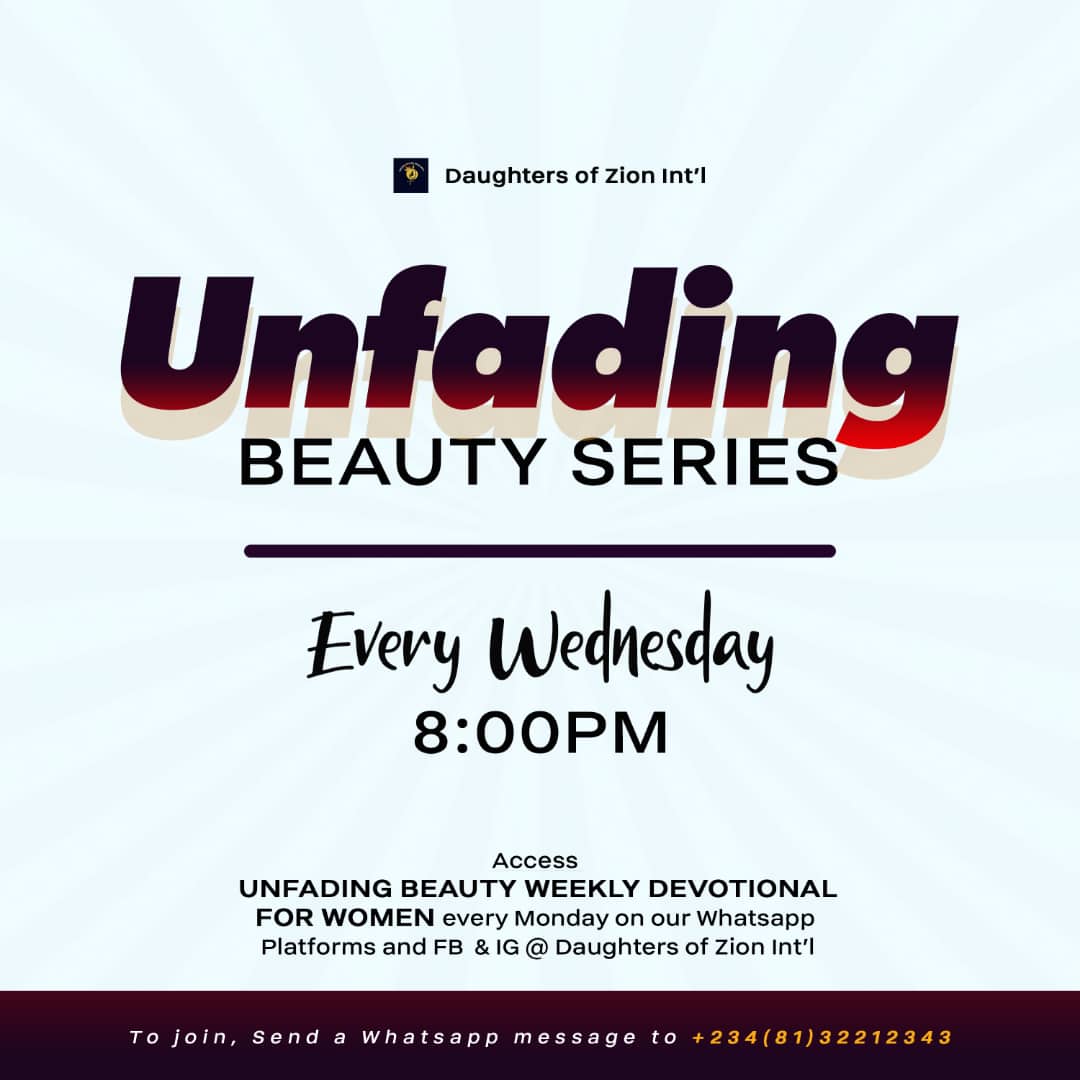 Daughters of Zion Int'l
Unfading
BEAUTY SERIES
Every Wednesday
8:00PM
Access
UNFADING BEAUTY WEEKLY DEVOTIONAL
FOR WOMEN every Monday on our Whatsapp
Platforms and FB & IG @ Daughters of Zion Int'l
To join, Send a Whatsapp message to +234(81)32212343